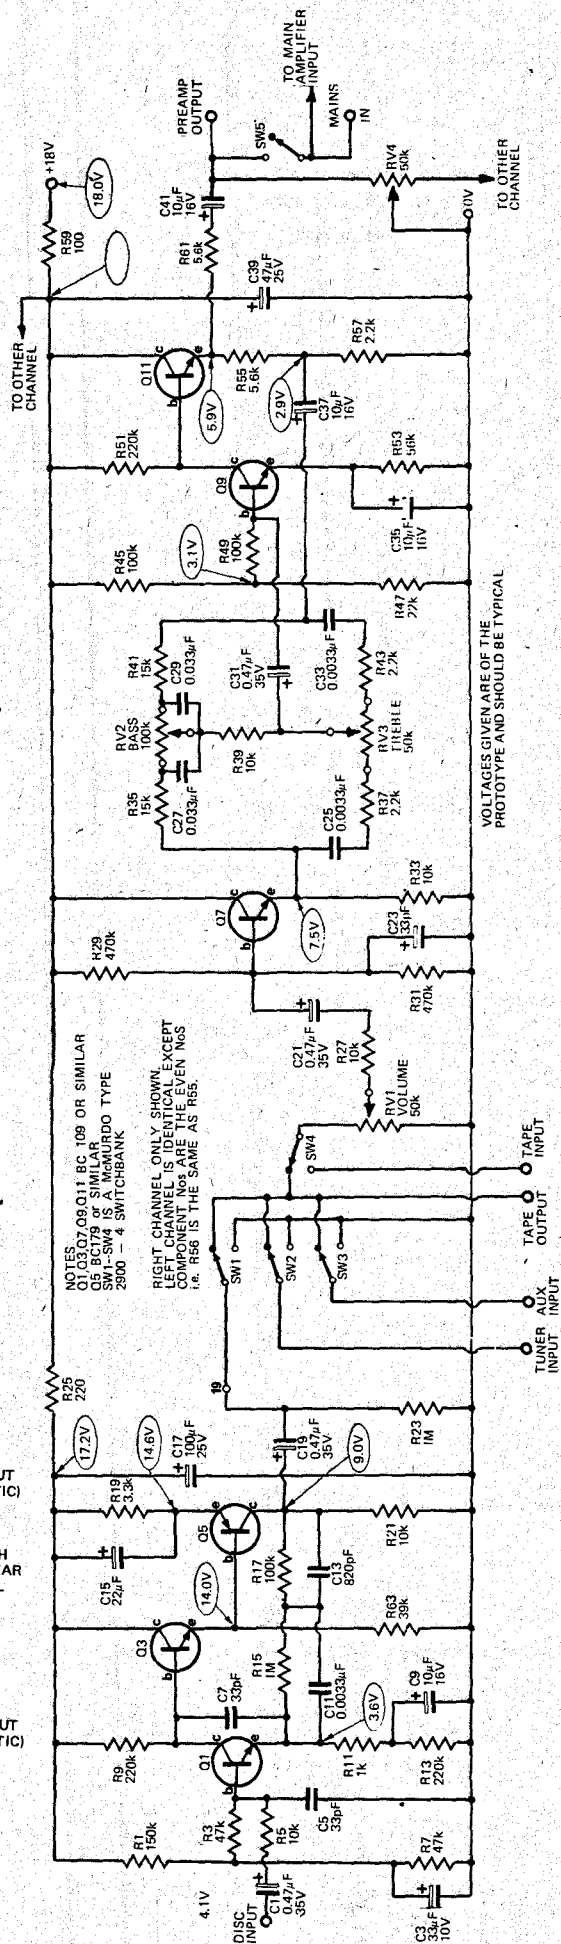 UT
TIC)
H
AR
UT
TIC)
DISC
INPUT
4.1V
C1
0.47µF
35V
R1
150k
R3
47k
R5
10k
C5
33pF
C3
33µF
10V
R7
47k
R9
220k
Q1
b
c
e
C7
33pF
R11
1k
R13
220k
C9
10µF
16V
3.6V
C11
0.0033µF
R15
1M
Q3
b
c
e
14.0V
R63
39k
C15
22µF
R19
3.3k
14.6V
17.2V
Q5
b
e
c
R17
100k
C13
820pF
R21
10k
9.0V
C17
100µF
25V
C19
0.47µF
35V
R23
1M
R25
220
19
NOTES
Q1,Q3,Q7,Q9,Q11 BC 109 OR SIMILAR
Q5 BC179 or SIMILAR
SW1–SW4 IS A McMURDO TYPE
2900 – 4 SWITCHBANK
RIGHT CHANNEL ONLY SHOWN.
LEFT CHANNEL IS IDENTICAL EXCEPT
COMPONENT NoS ARE THE EVEN NoS
i.e. R56 IS THE SAME AS R55.
SW1
SW2
SW3
SW4
TUNER
INPUT
AUX
INPUT
TAPE
OUTPUT
TAPE
INPUT
RV1
VOLUME
50k
R27
10k
C21
0.47µF
35V
R29
470k
R31
470k
C23
33pF
Q7
b
c
e
7.5V
R33
10k
R35
15k
C27
0.033µF
RV2
BASS
100k
R41
15k
C29
0.033µF
R39
10k
C25
0.0033µF
R37
2.2k
RV3
TREBLE
50k
R43
2.2k
C33
0.0033µF
C31
0.47µF
35V
R45
100k
3.1V
R47
22k
R49
100k
R51
220k
Q9
b
c
e
C35
10µF
16V
R53
56k
Q11
b
c
e
5.9V
R55
5.6k
2.9V
C37
10µF
16V
R57
2.2k
C39
47µF
25V
TO OTHER
CHANNEL
R59
100
+18V
18.0V
R61
5.6k
C41
10µF
16V
PREAMP
OUTPUT
SW5
TO MAIN
AMPLIFIER
INPUT
MAINS
IN
RV4
50k
0V
TO OTHER
CHANNEL
VOLTAGES GIVEN ARE OF THE
PROTOTYPE AND SHOULD BE TYPICAL